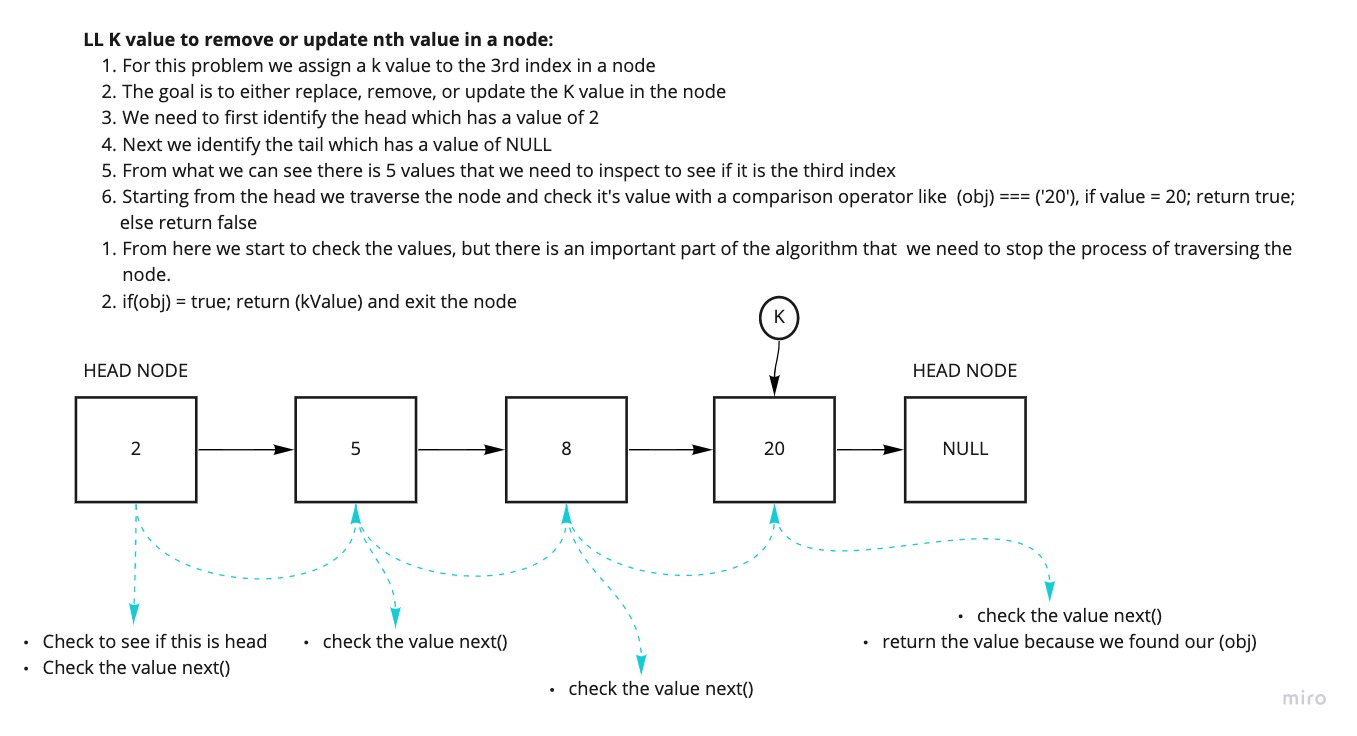 LL K value to remove or update nth value in a node:
1. For this problem we assign a k value to the 3rd index in a node
2. The goal is to either replace, remove, or update the K value in the node
3. We need to first identify the head which has a value of 2
4. Next we identify the tail which has a value of NULL
5. From what we can see there is 5 values that we need to inspect to see if it is the third index
6. Starting from the head we traverse the node and check it's value with a comparison operator like  (obj) === ('20'), if value = 20; return true;
else return false
1. From here we start to check the values, but there is an important part of the algorithm that  we need to stop the process of traversing the
node.
2. if(obj) = true; return (kValue) and exit the node
K
HEAD NODE
HEAD NODE
2
5
8
20
NULL
• check the value next()
• Check to see if this is head
• check the value next()
• return the value because we found our (obj)
• Check the value next()
• check the value next()
miro